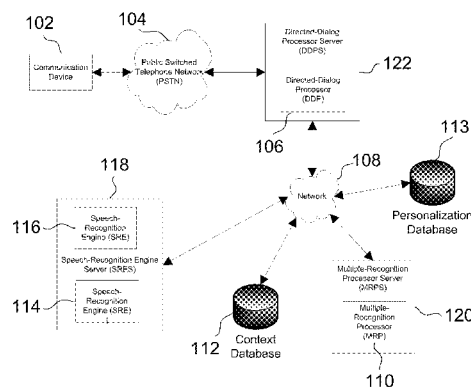 102
Communication
Device
104
Public Switched
Telephone Network
(PSTN)
Directed-Dialog
Processor Server
(DDPS)
Directed-Dialog
Processor
(DDP)
106
122
113
Personalization
Database
108
Network
118
116
Speech-
Recognition
Engine (SRE)
Speech-Recognition Engine
Server (SRES)
114
Speech-
Recognition
Engine (SRE)
112
Context
Database
Multiple-Recognition
Processor Server
(MRPS)
Multiple-
Recognition
Processor
(MRP)
120
110